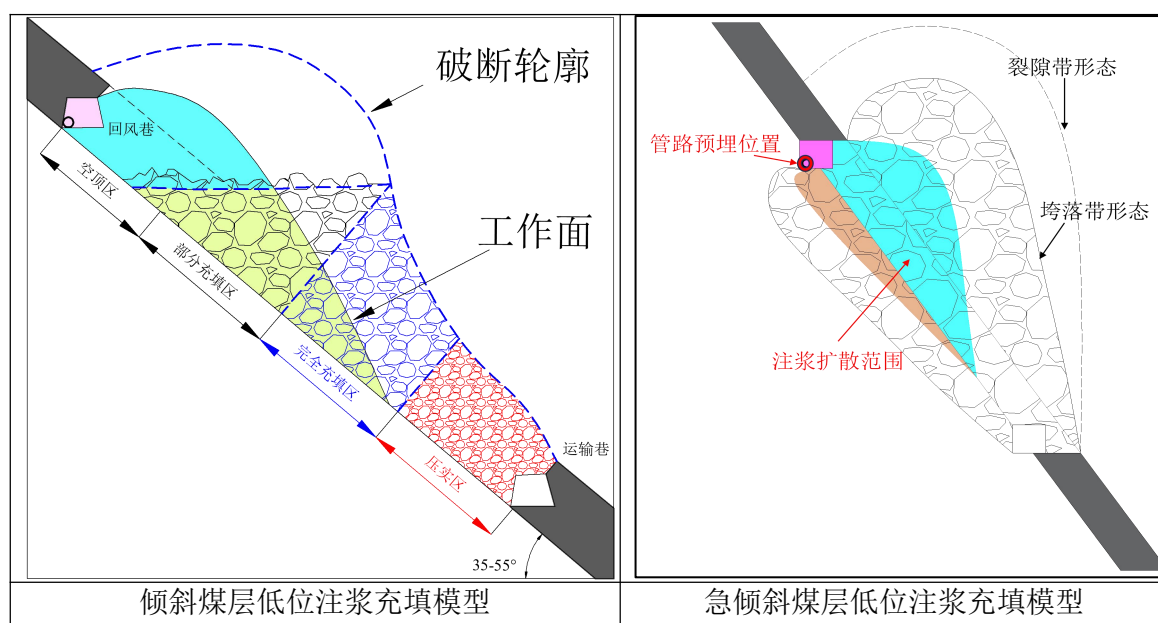 破断轮廓
回风巷
空顶区
工作面
部分充填区
完全充填区
运输巷
压实区
35-55°
倾斜煤层低位注浆充填模型
裂隙带形态
管路预埋位置
垮落带形态
注浆扩散范围
急倾斜煤层低位注浆充填模型